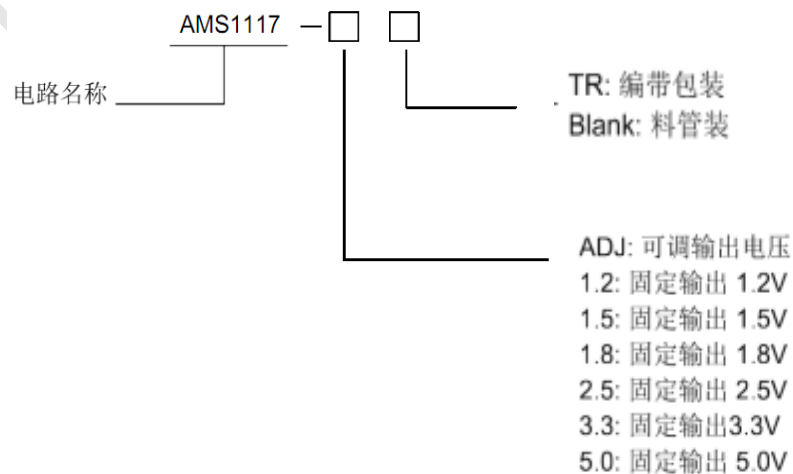 AMS1117 —
电路名称
TR: 编带包装
Blank: 料管装
ADJ: 可调输出电压
1.2: 固定输出 1.2V
1.5: 固定输出 1.5V
1.8: 固定输出 1.8V
2.5: 固定输出 2.5V
3.3: 固定输出3.3V
5.0: 固定输出 5.0V